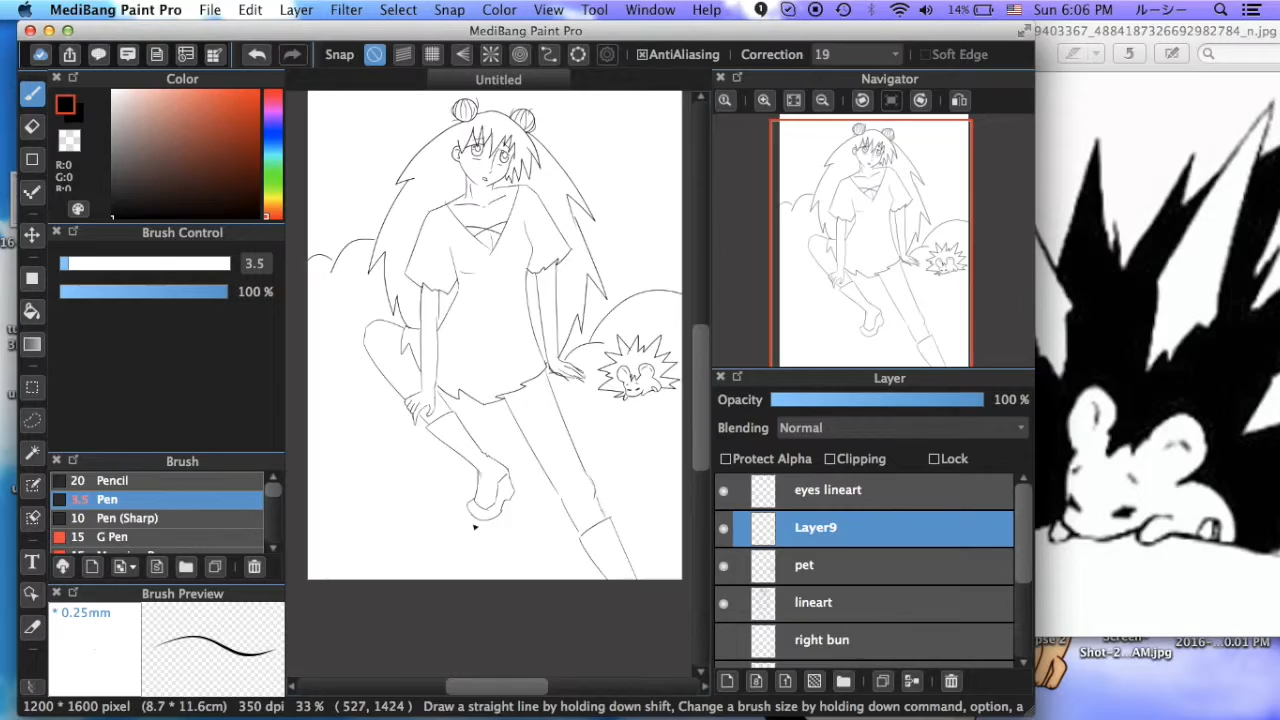 MediBang Paint Pro File Edit Layer Filter Select Snap Color View Tool Window Help 14% Sun 6:06 PM ルーシー
MediBang Paint Pro
9403367_4884187326692982784_n.jpg
Snap AntiAliasing Correction 19 Soft Edge
Color
Untitled
Navigator
R:0
G:0
R:0
Brush Control
3.5
100 %
Layer
Opacity 100 %
Blending Normal
Protect Alpha Clipping Lock
Brush
20 Pencil
3.5 Pen
10 Pen (Sharp)
15 G Pen
eyes lineart
Layer9
pet
lineart
right bun
Brush Preview
* 0.25mm
2016-...0.01 PM
Shot-2...AM.jpg
1200 * 1600 pixel (8.7 * 11.6cm) 350 dpi 33 % ( 527, 1424 ) Draw a straight line by holding down shift, Change a brush size by holding down command, option, a